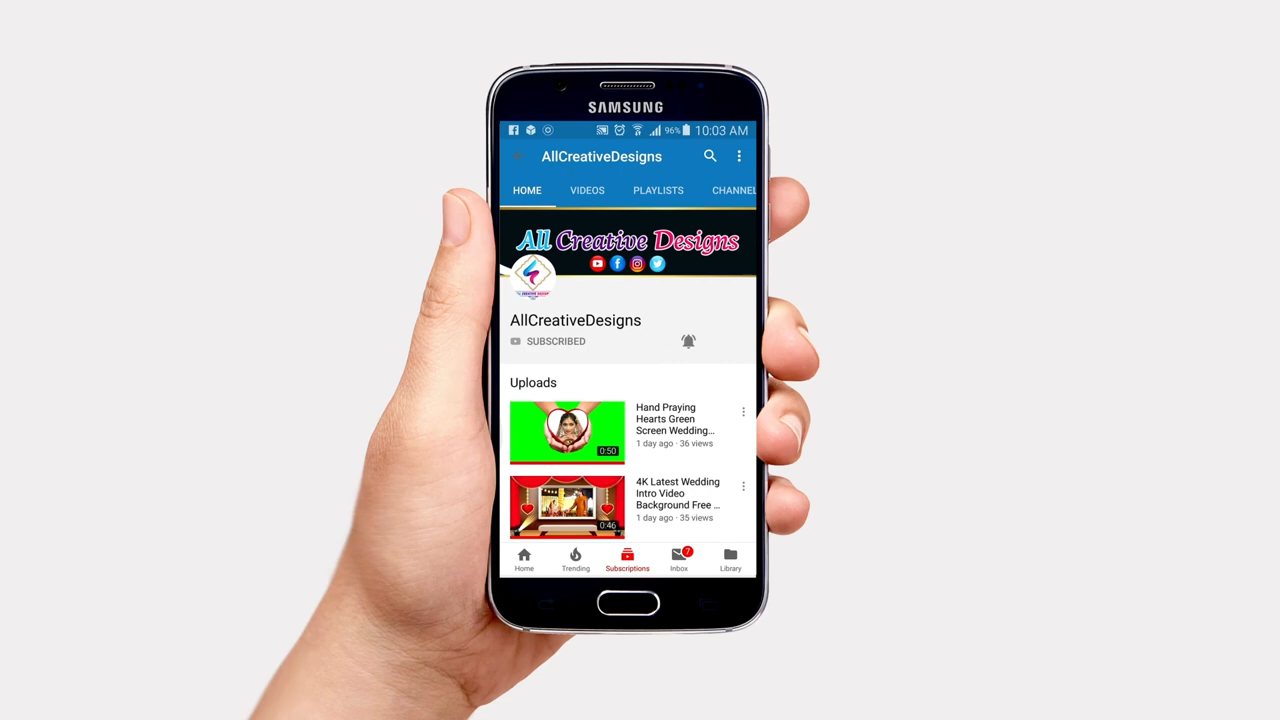 SAMSUNG
96% 10:03 AM
AllCreativeDesigns
HOME VIDEOS PLAYLISTS CHANNEL
All Creative Designs
AllCreativeDesigns
SUBSCRIBED
Uploads
Hand Praying
Hearts Green
Screen Wedding...
1 day ago · 36 views
0:50
4K Latest Wedding
Intro Video
Background Free ...
1 day ago · 35 views
0:46
7
Home Trending Subscriptions Inbox Library